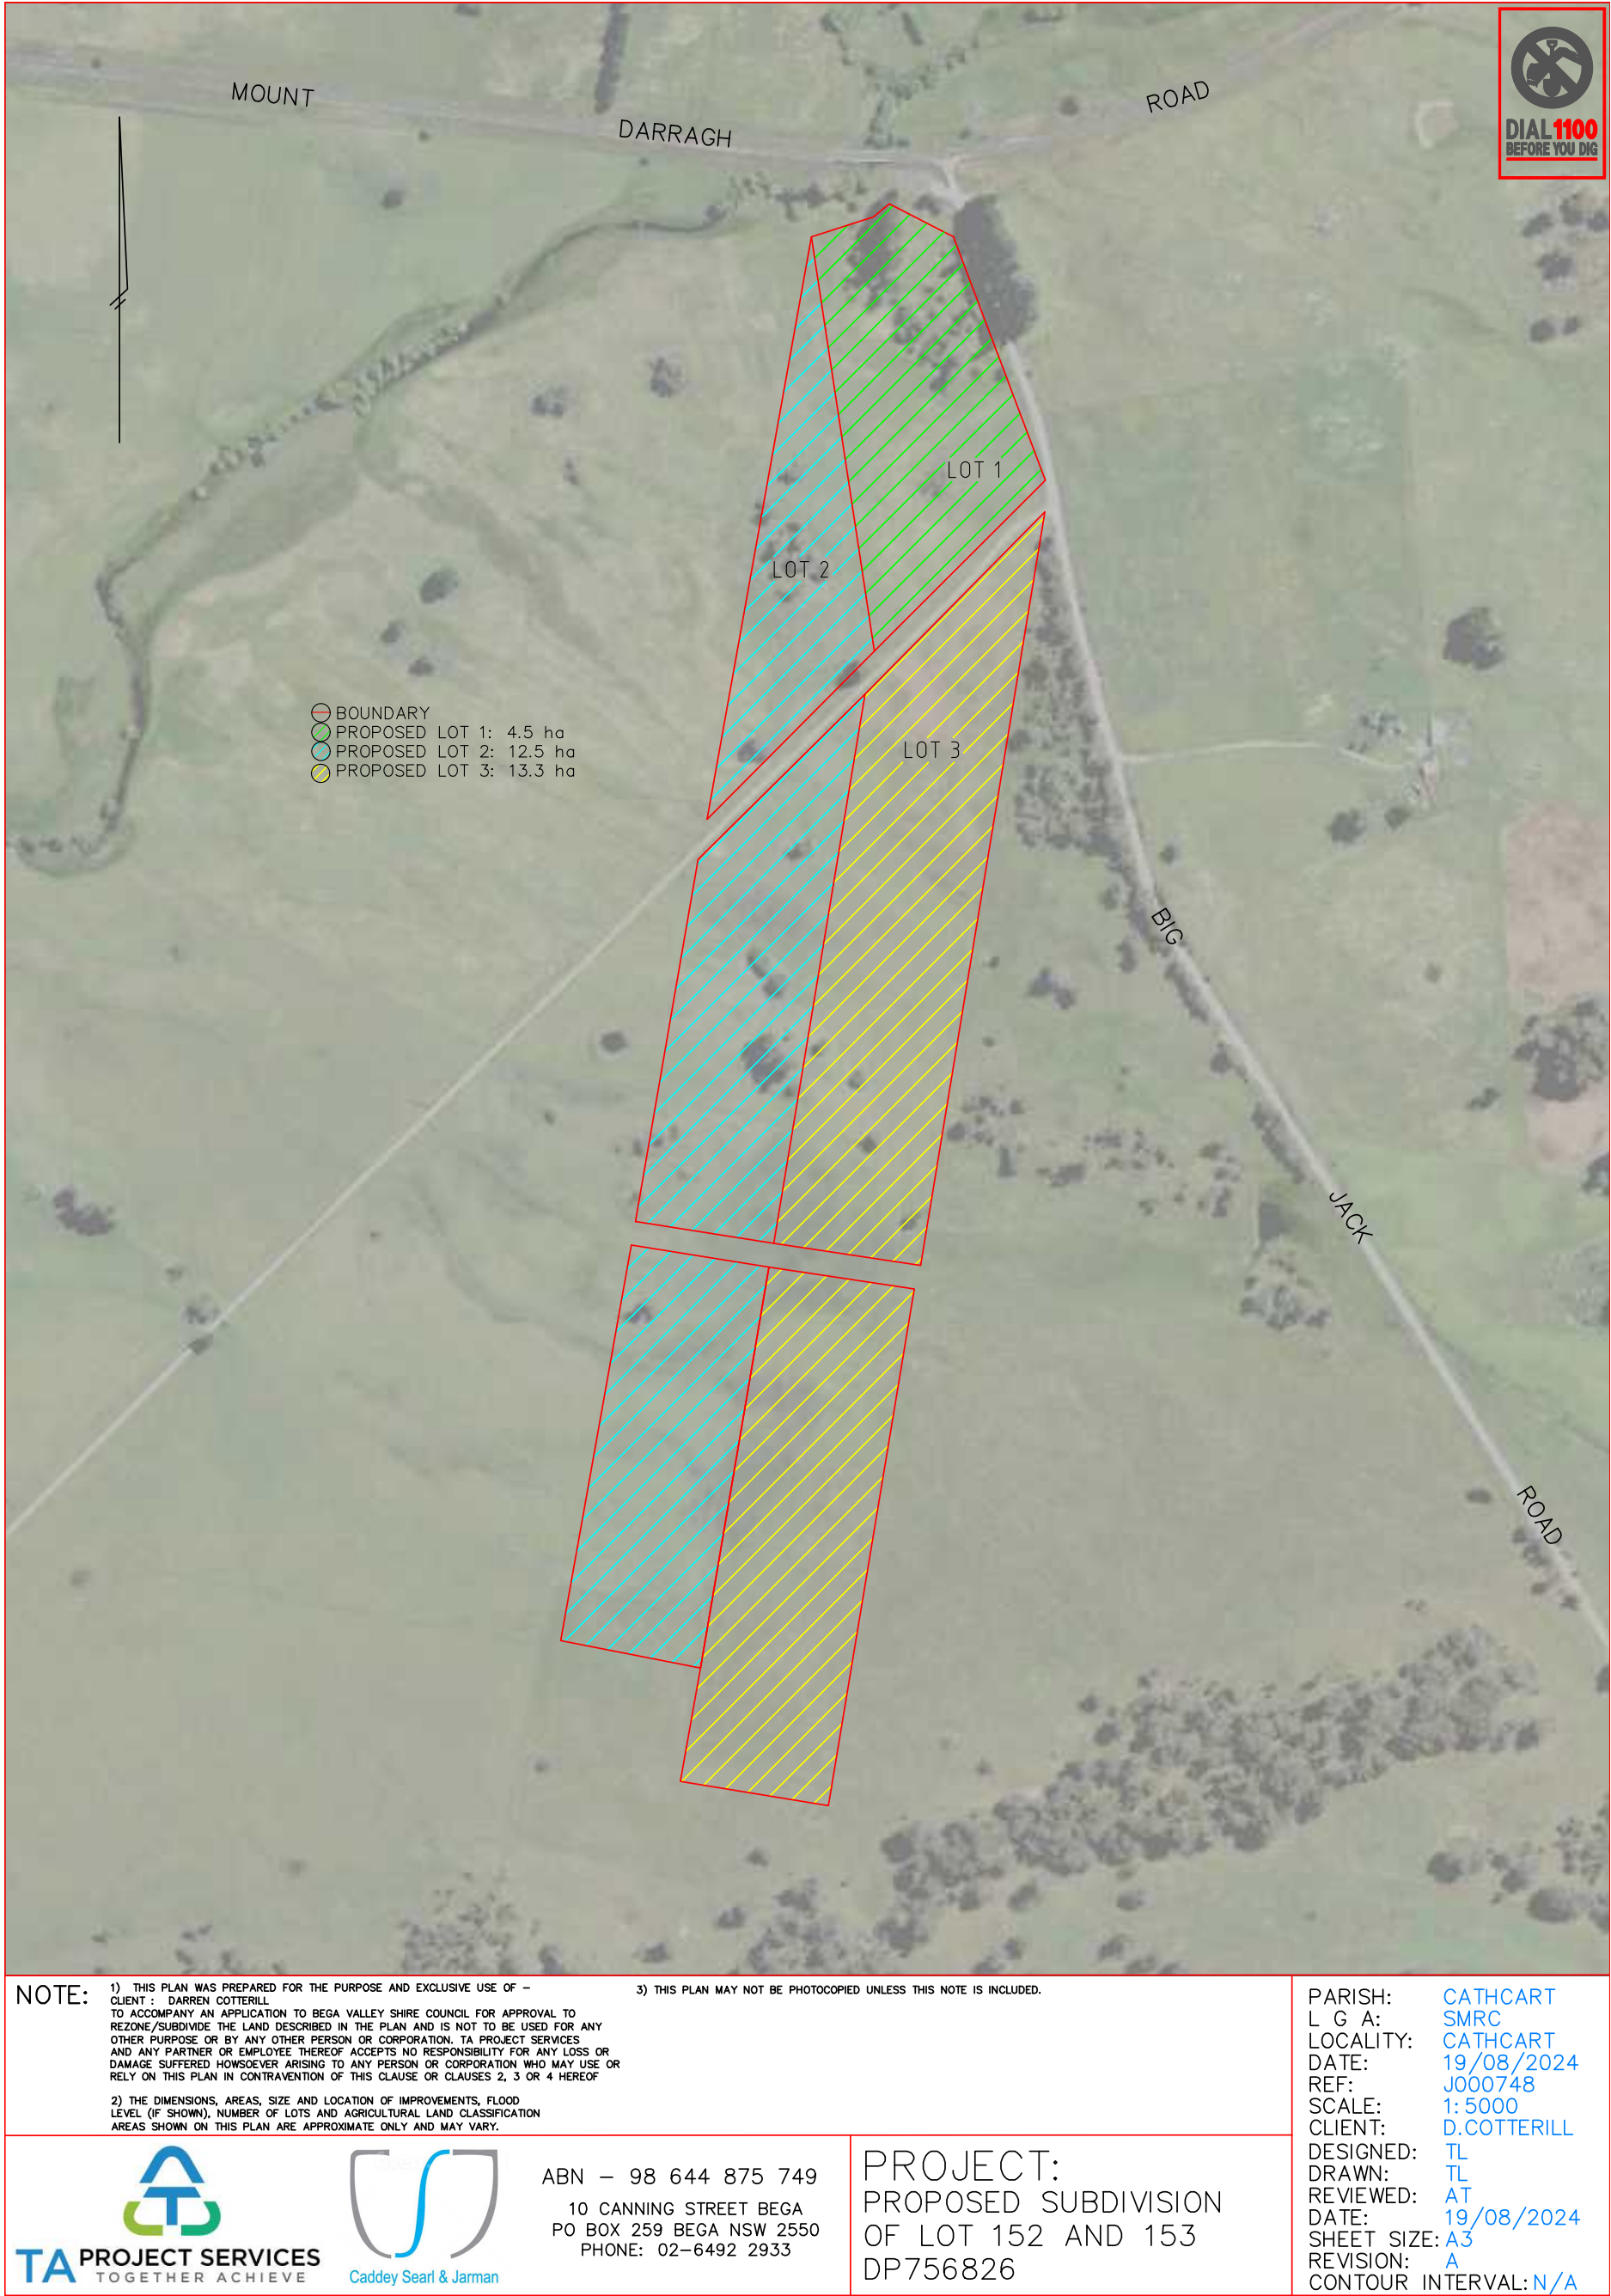 MOUNT
DARRAGH
ROAD
DIAL1100
BEFORE YOU DIG
LOT 1
LOT 2
BOUNDARY
PROPOSED LOT 1: 4.5 ha
PROPOSED LOT 2: 12.5 ha
PROPOSED LOT 3: 13.3 ha
LOT 3
BIG
JACK
ROAD
NOTE:
1) THIS PLAN WAS PREPARED FOR THE PURPOSE AND EXCLUSIVE USE OF –
CLIENT : DARREN COTTERILL
TO ACCOMPANY AN APPLICATION TO BEGA VALLEY SHIRE COUNCIL FOR APPROVAL TO
REZONE/SUBDIVIDE THE LAND DESCRIBED IN THE PLAN AND IS NOT TO BE USED FOR ANY
OTHER PURPOSE OR BY ANY OTHER PERSON OR CORPORATION. TA PROJECT SERVICES
AND ANY PARTNER OR EMPLOYEE THEREOF ACCEPTS NO RESPONSIBILITY FOR ANY LOSS OR
DAMAGE SUFFERED HOWSOEVER ARISING TO ANY PERSON OR CORPORATION WHO MAY USE OR
RELY ON THIS PLAN IN CONTRAVENTION OF THIS CLAUSE OR CLAUSES 2, 3 OR 4 HEREOF
2) THE DIMENSIONS, AREAS, SIZE AND LOCATION OF IMPROVEMENTS, FLOOD
LEVEL (IF SHOWN), NUMBER OF LOTS AND AGRICULTURAL LAND CLASSIFICATION
AREAS SHOWN ON THIS PLAN ARE APPROXIMATE ONLY AND MAY VARY.
3) THIS PLAN MAY NOT BE PHOTOCOPIED UNLESS THIS NOTE IS INCLUDED.
PARISH: CATHCART
L G A: SMRC
LOCALITY: CATHCART
DATE: 19/08/2024
REF: J000748
SCALE: 1:5000
CLIENT: D.COTTERILL
DESIGNED: TL
DRAWN: TL
REVIEWED: AT
DATE: 19/08/2024
SHEET SIZE: A3
REVISION: A
CONTOUR INTERVAL: N/A
TA PROJECT SERVICES
TOGETHER ACHIEVE
Caddey Searl & Jarman
ABN – 98 644 875 749
10 CANNING STREET BEGA
PO BOX 259 BEGA NSW 2550
PHONE: 02–6492 2933
PROJECT:
PROPOSED SUBDIVISION
OF LOT 152 AND 153
DP756826